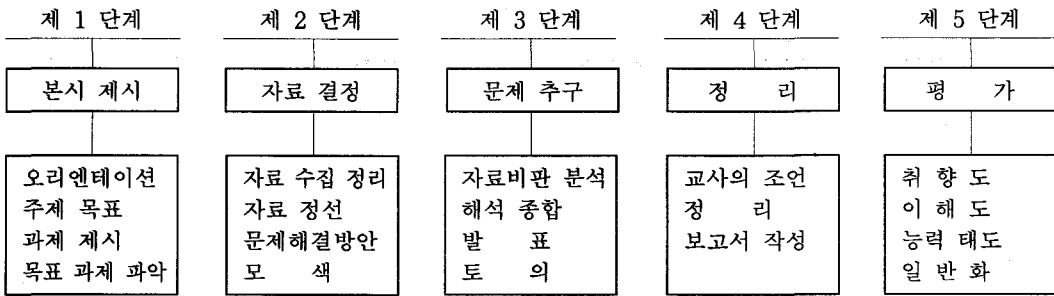 제 1 단계 제 2 단계 제 3 단계 제 4 단계 제 5 단계
본시 제시 자료 결정 문제 추구 정 리 평 가
오리엔테이션 자료 수집 정리 자료비판 분석 교사의 조언 취 향 도
주제 목표 자료 정선 해석 종합 정 리 이 해 도
과제 제시 문제해결방안 발 표 보고서 작성 능력 태도
목표 과제 파악 모 색 토 의 일 반 화